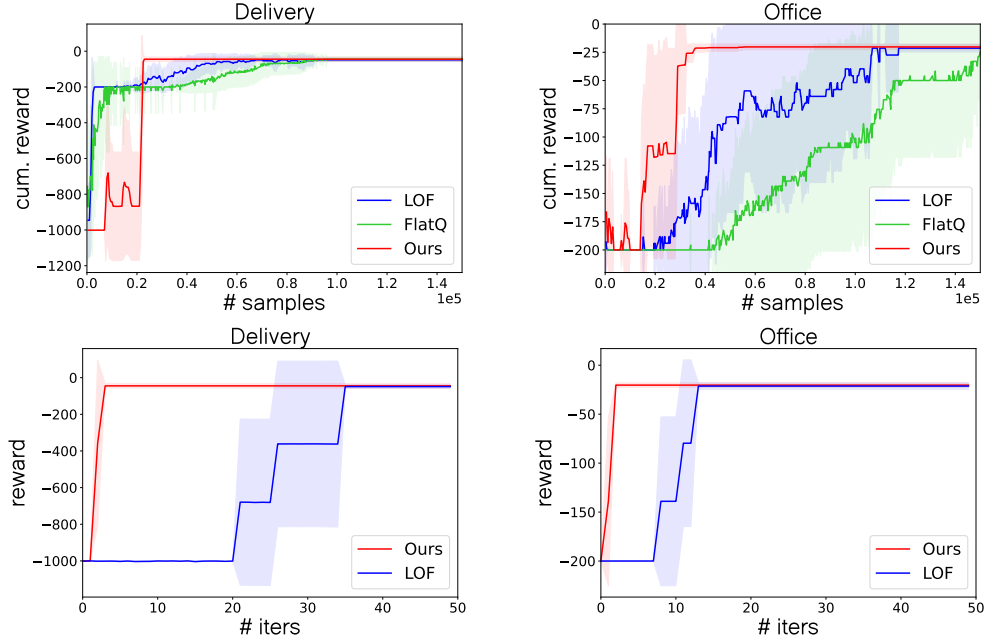 Delivery
cum. reward
0
−200
−400
−600
−800
−1000
−1200
0.0 0.2 0.4 0.6 0.8 1.0 1.2 1.4
1e5
# samples
LOF
FlatQ
Ours
Office
cum. reward
0
−25
−50
−75
−100
−125
−150
−175
−200
0.0 0.2 0.4 0.6 0.8 1.0 1.2 1.4
1e5
# samples
LOF
FlatQ
Ours
Delivery
reward
0
−200
−400
−600
−800
−1000
0 10 20 30 40 50
# iters
Ours
LOF
Office
reward
0
−50
−100
−150
−200
0 10 20 30 40 50
# iters
Ours
LOF